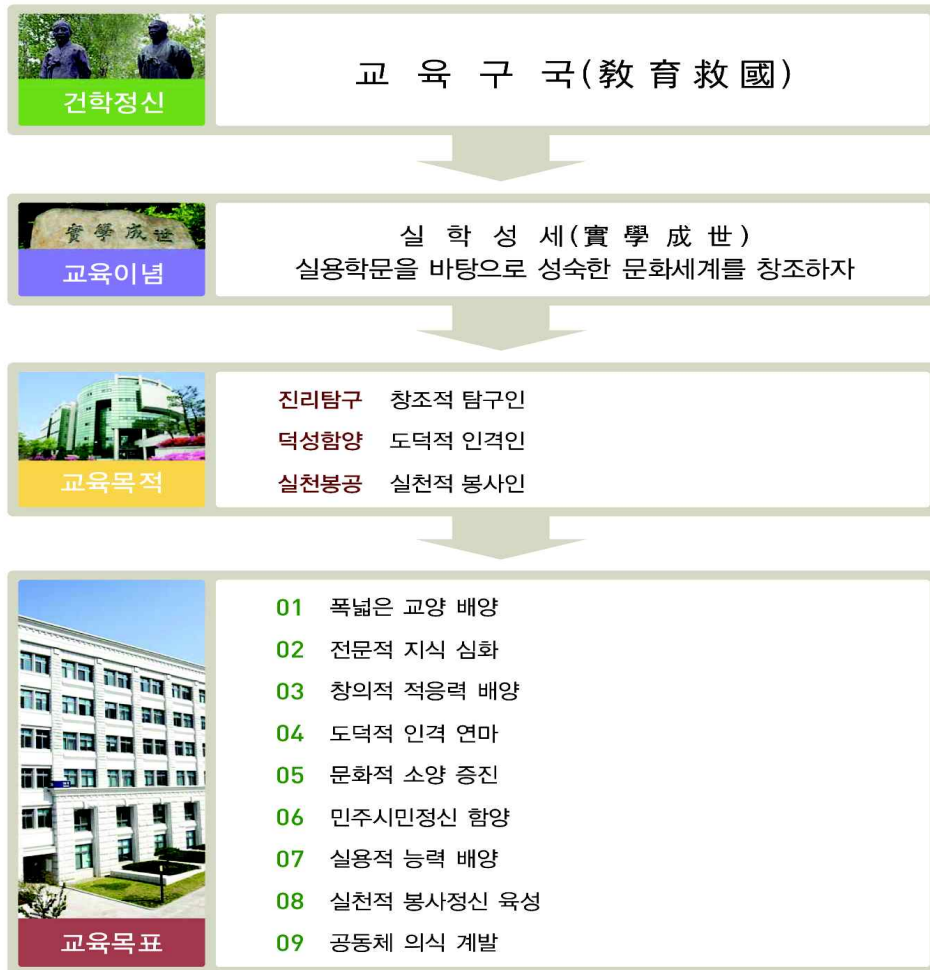 건학정신
교 육 구 국(敎 育 救 國)
實 學 成 世
교육이념
실 학 성 세(實 學 成 世)
실용학문을 바탕으로 성숙한 문화세계를 창조하자
교육목적
진리탐구 창조적 탐구인
덕성함양 도덕적 인격인
실천봉공 실천적 봉사인
01 폭넓은 교양 배양
02 전문적 지식 심화
03 창의적 적응력 배양
04 도덕적 인격 연마
05 문화적 소양 증진
06 민주시민정신 함양
07 실용적 능력 배양
08 실천적 봉사정신 육성
09 공동체 의식 계발
교육목표